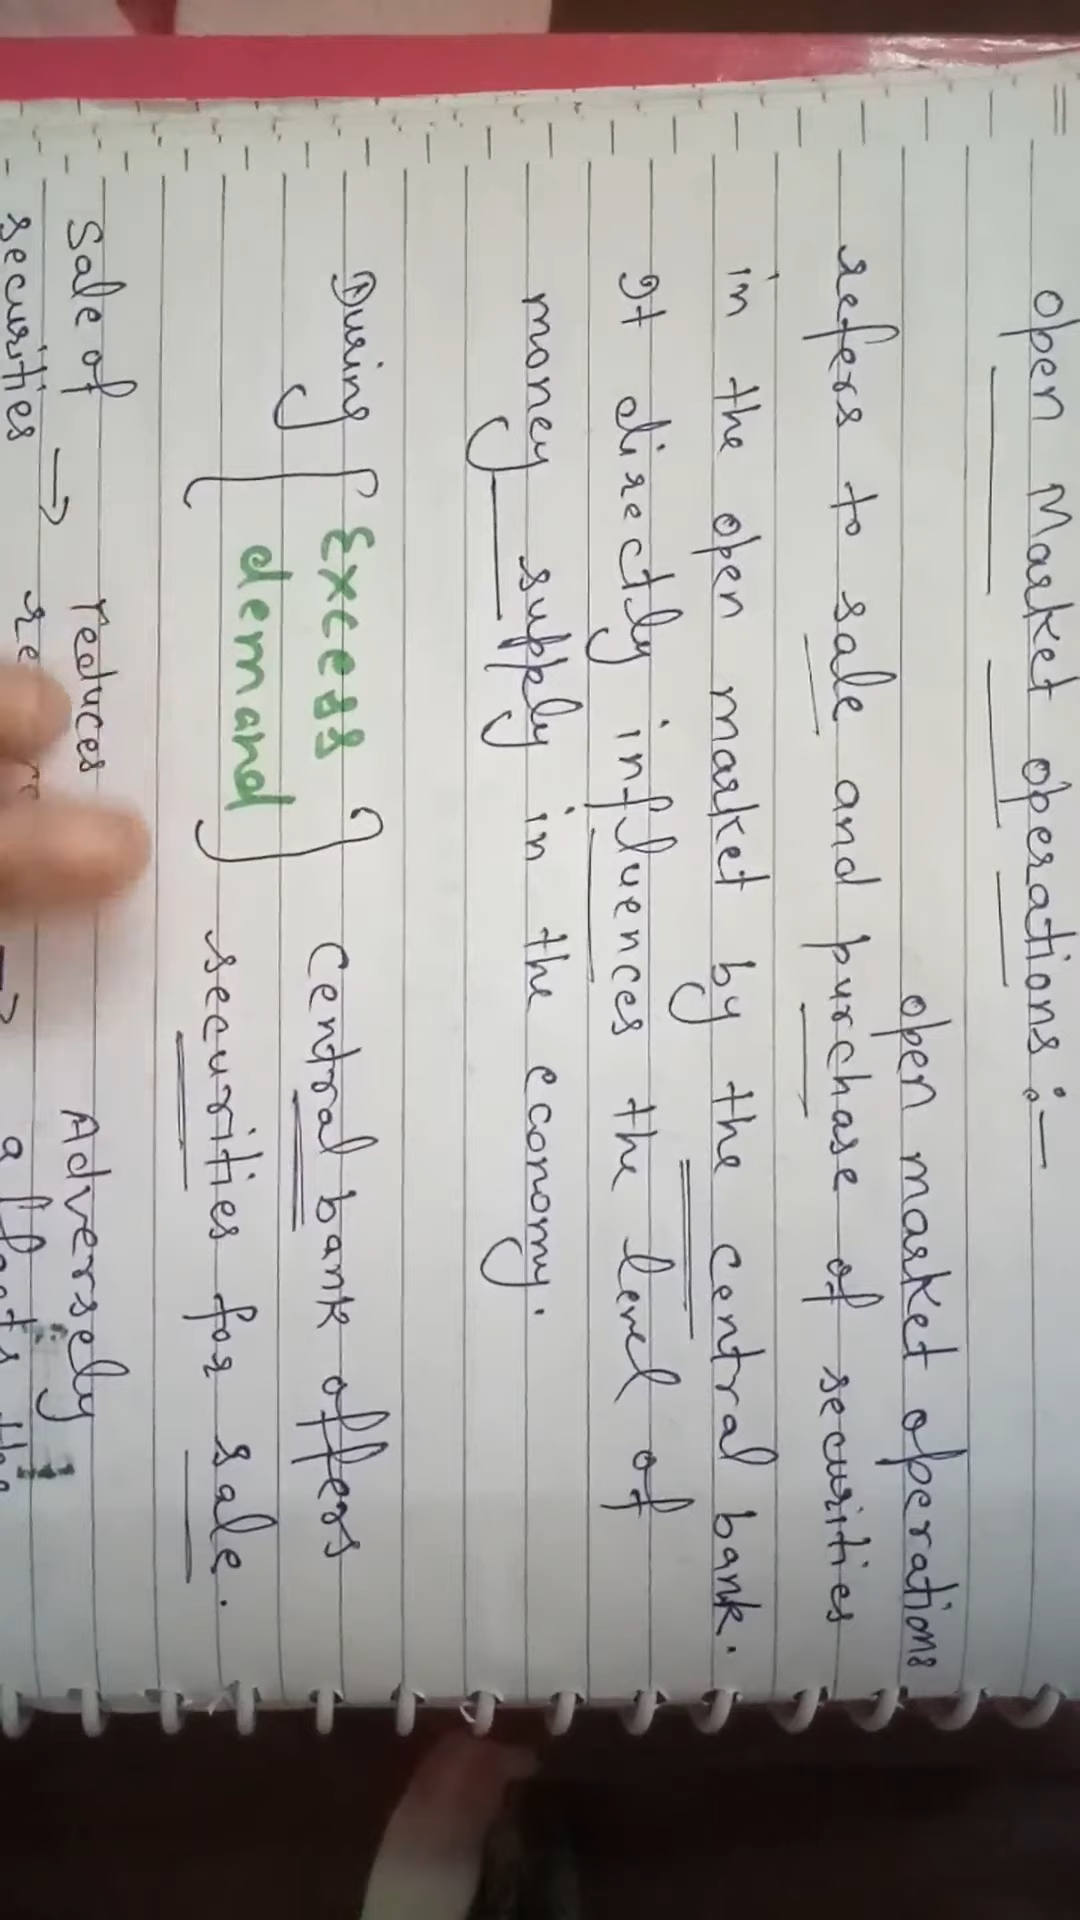 open Market operations :-
open market operations
refers to sale and purchase of securities
in the open market by the central bank.
It directly influences the level of
money supply in the economy.
During { Excess } Central bank offers
demand securities for sale.
Sale of reduces Adversely
securities →